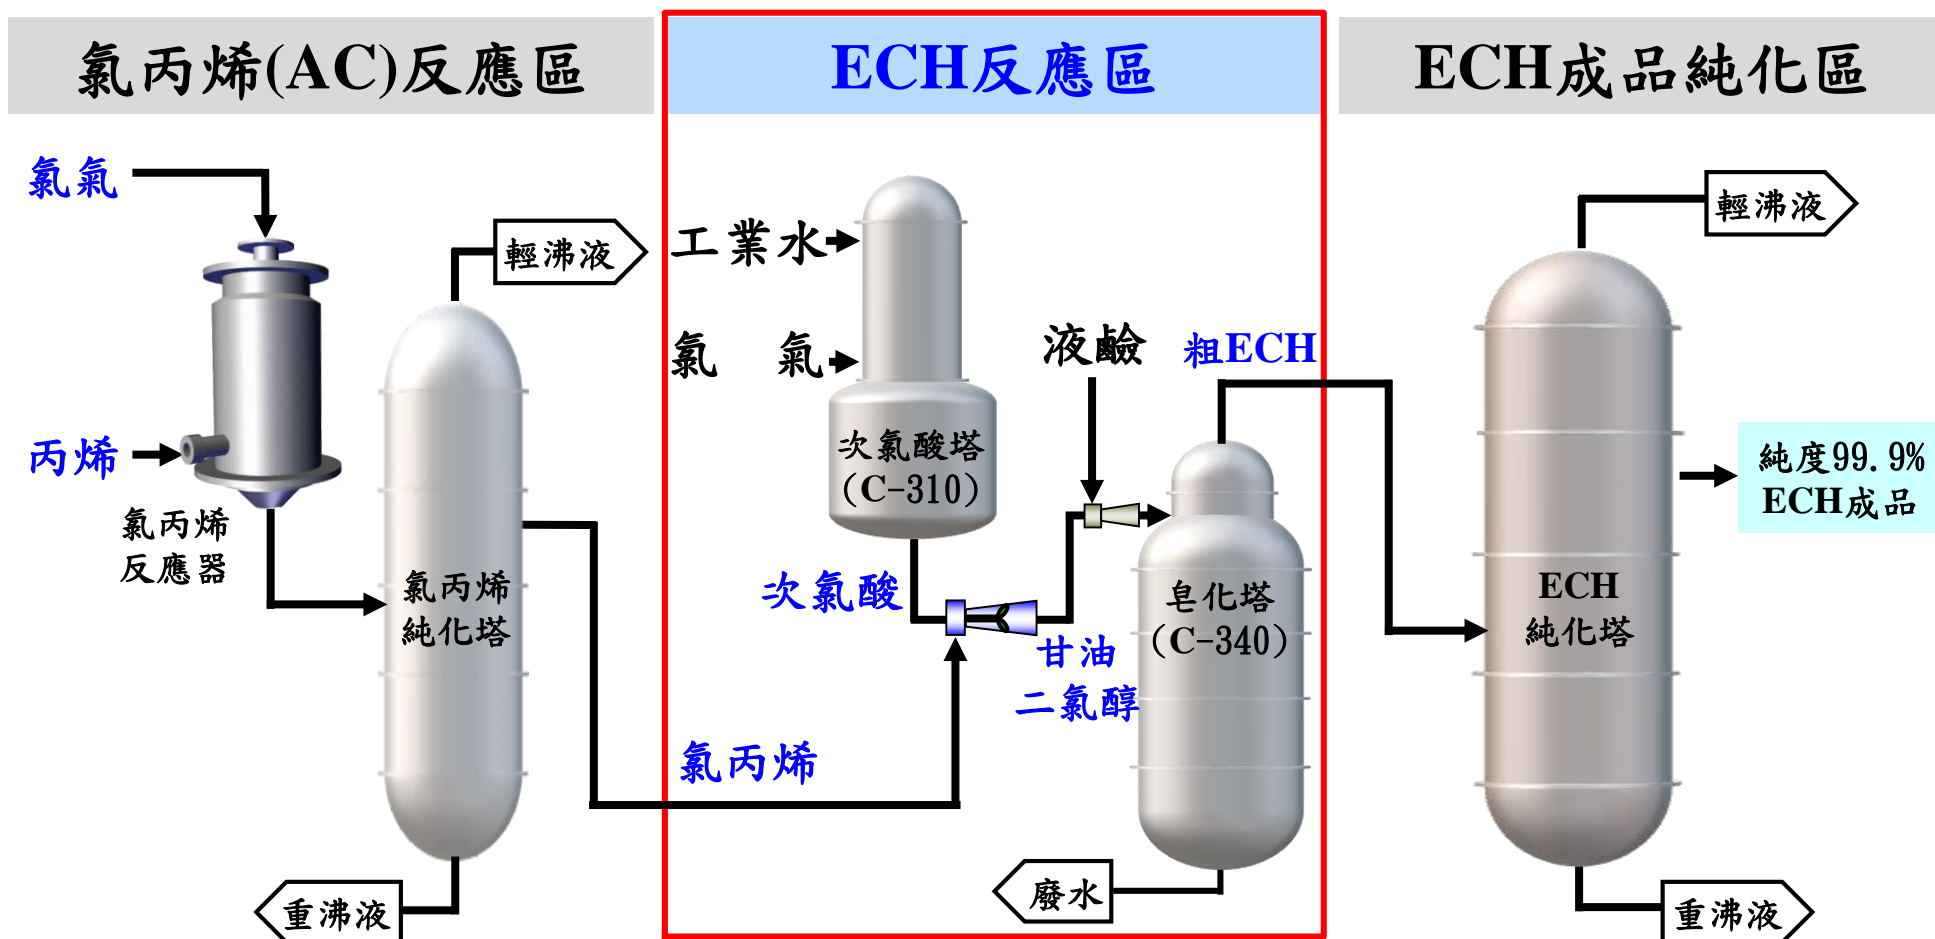 氯丙烯(AC)反應區
ECH反應區
ECH成品純化區
氯氣
丙烯
氯丙烯
反應器
輕沸液
氯丙烯
純化塔
重沸液
工業水
氯 氣
次氯酸塔
(C-310)
次氯酸
氯丙烯
液鹼
粗ECH
甘油
二氯醇
皂化塔
(C-340)
廢水
輕沸液
ECH
純化塔
純度99.9%
ECH成品
重沸液